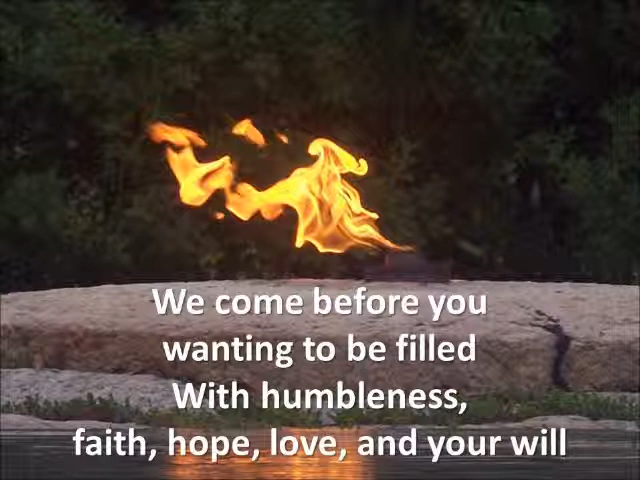 We come before you
wanting to be filled
With humbleness,
faith, hope, love, and your will